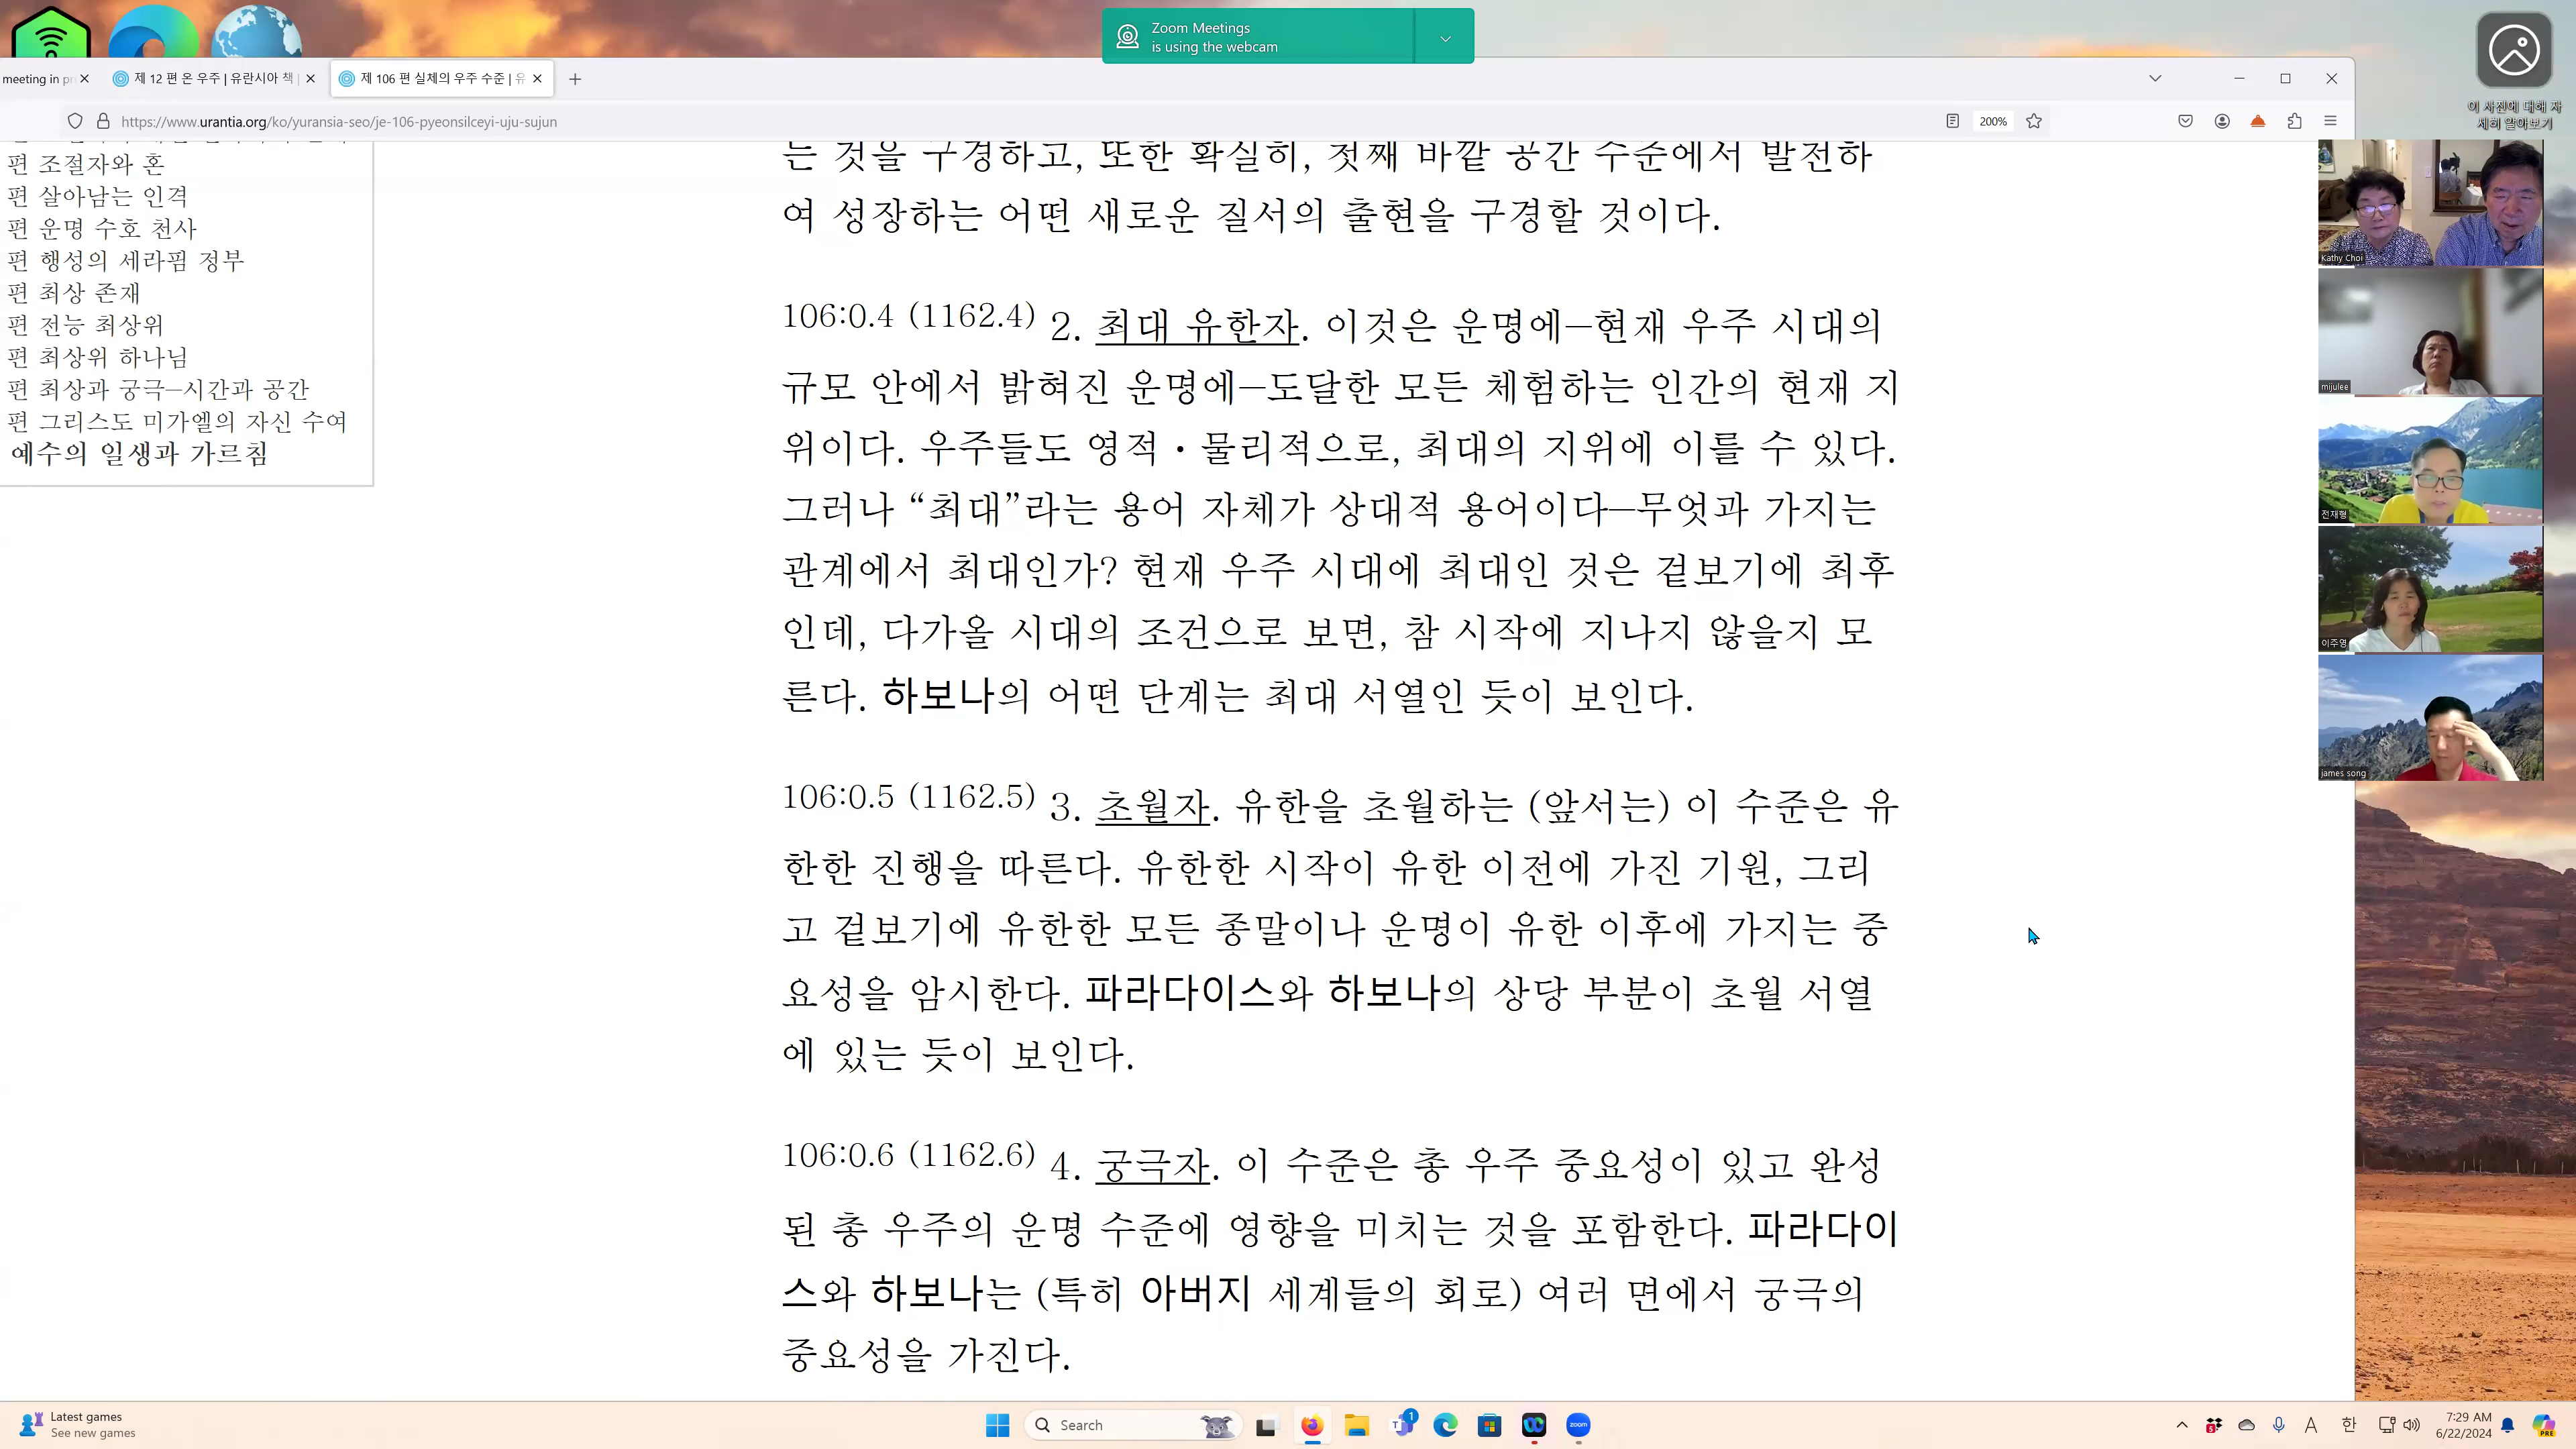 Zoom Meetings
is using the webcam
이 사진에 대해 자
세히 알아보기
제 12 편 온 우주 | 유란시아 책 |
제 106 편 실체의 우주 수준 | 유
https://www.urantia.org/ko/yuransia-seo/je-106-pyeonsilceyi-uju-sujun
200%
편 조절자와 혼
편 살아남는 인격
편 운명 수호 천사
편 행성의 세라핌 정부
편 최상 존재
편 전능 최상위
편 최상위 하나님
편 최상과 궁극—시간과 공간
편 그리스도 미가엘의 자신 수여
예수의 일생과 가르침
는 것을 구경하고, 또한 확실히, 첫째 바깥 공간 수준에서 발전하
여 성장하는 어떤 새로운 질서의 출현을 구경할 것이다.
106:0.4 (1162.4) 2. 최대 유한자. 이것은 운명에—현재 우주 시대의
규모 안에서 밝혀진 운명에—도달한 모든 체험하는 인간의 현재 지
위이다. 우주들도 영적·물리적으로, 최대의 지위에 이를 수 있다.
그러나 “최대”라는 용어 자체가 상대적 용어이다—무엇과 가지는
관계에서 최대인가? 현재 우주 시대에 최대인 것은 겉보기에 최후
인데, 다가올 시대의 조건으로 보면, 참 시작에 지나지 않을지 모
른다. 하보나의 어떤 단계는 최대 서열인 듯이 보인다.
106:0.5 (1162.5) 3. 초월자. 유한을 초월하는 (앞서는) 이 수준은 유
한한 진행을 따른다. 유한한 시작이 유한 이전에 가진 기원, 그리
고 겉보기에 유한한 모든 종말이나 운명이 유한 이후에 가지는 중
요성을 암시한다. 파라다이스와 하보나의 상당 부분이 초월 서열
에 있는 듯이 보인다.
106:0.6 (1162.6) 4. 궁극자. 이 수준은 총 우주 중요성이 있고 완성
된 총 우주의 운명 수준에 영향을 미치는 것을 포함한다. 파라다이
스와 하보나는 (특히 아버지 세계들의 회로) 여러 면에서 궁극의
중요성을 가진다.
Kathy Choi
mijulee
전재형
이주영
james song
Latest games
See new games
Search
1
zoom
A
한
7:29 AM
6/22/2024
PRE